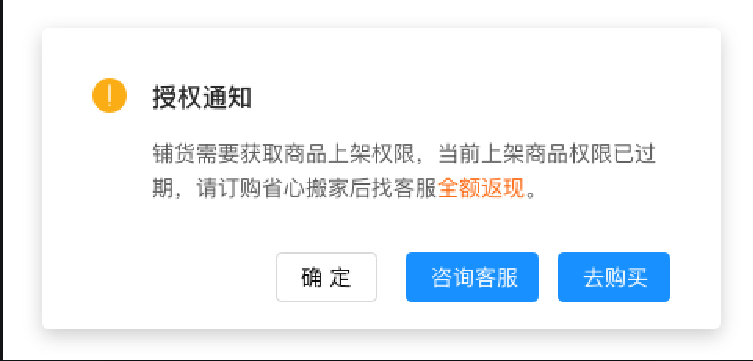 授权通知
铺货需要获取商品上架权限，当前上架商品权限已过
期，请订购省心搬家后找客服全额返现。
确 定 咨询客服 去购买